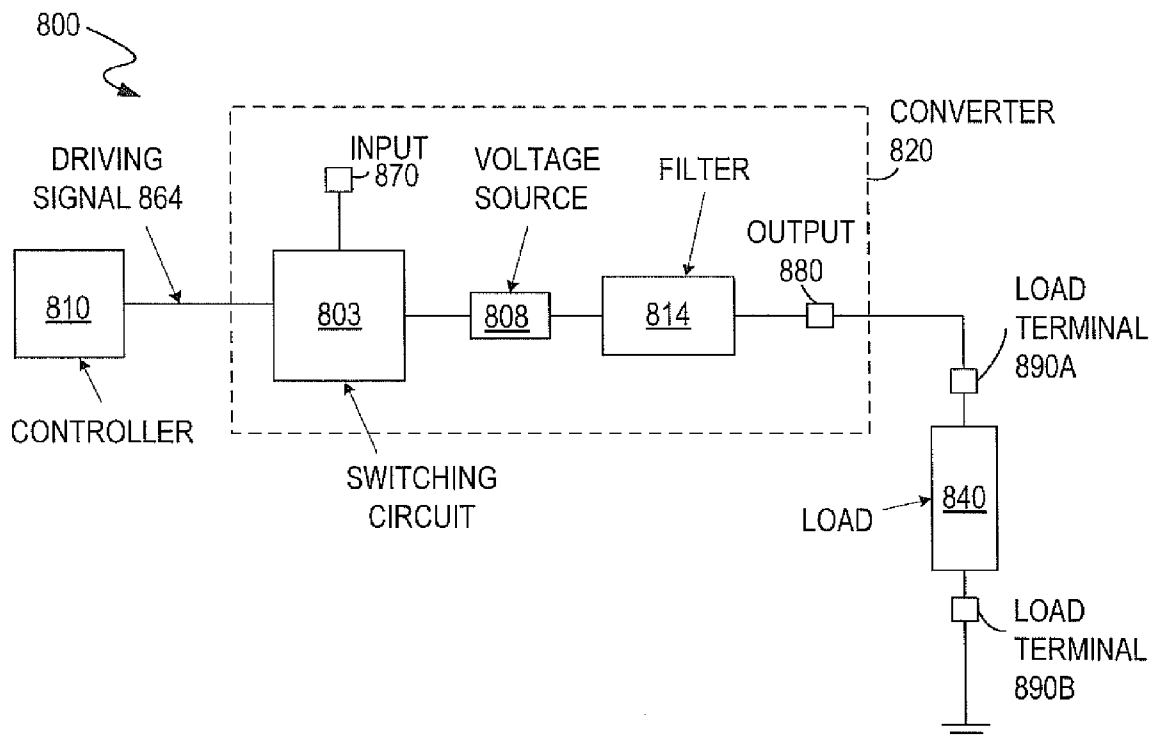 800
CONVERTER
820
INPUT
870
VOLTAGE
SOURCE
FILTER
DRIVING
SIGNAL 864
OUTPUT
880
810
803
808
814
LOAD
TERMINAL
890A
CONTROLLER
SWITCHING
CIRCUIT
LOAD
840
LOAD
TERMINAL
890B